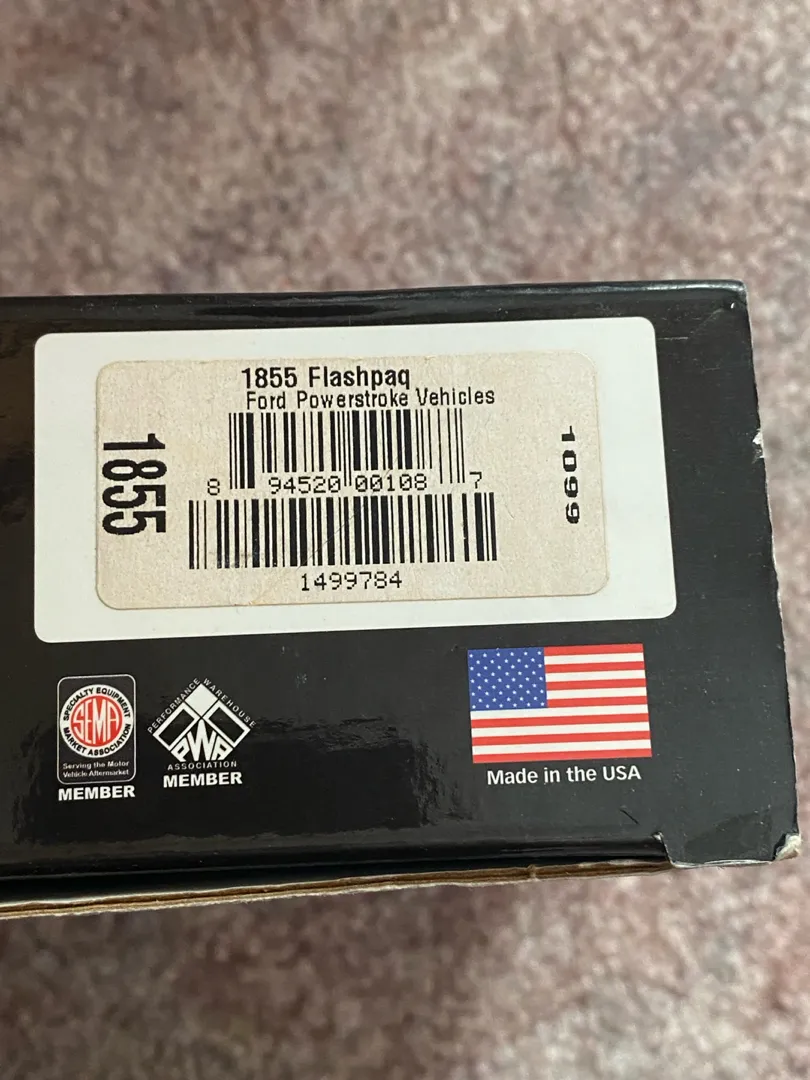 1855 Flashpaq
Ford Powerstroke Vehicles
1855
1099
8 94520 00108 7
1499784
SPECIALTY EQUIPMENT
SEMA
MARKET ASSOCIATION
Serving the Motor
Vehicle Aftermarket
MEMBER
PERFORMANCE WAREHOUSE
PWA
ASSOCIATION
MEMBER
Made in the USA